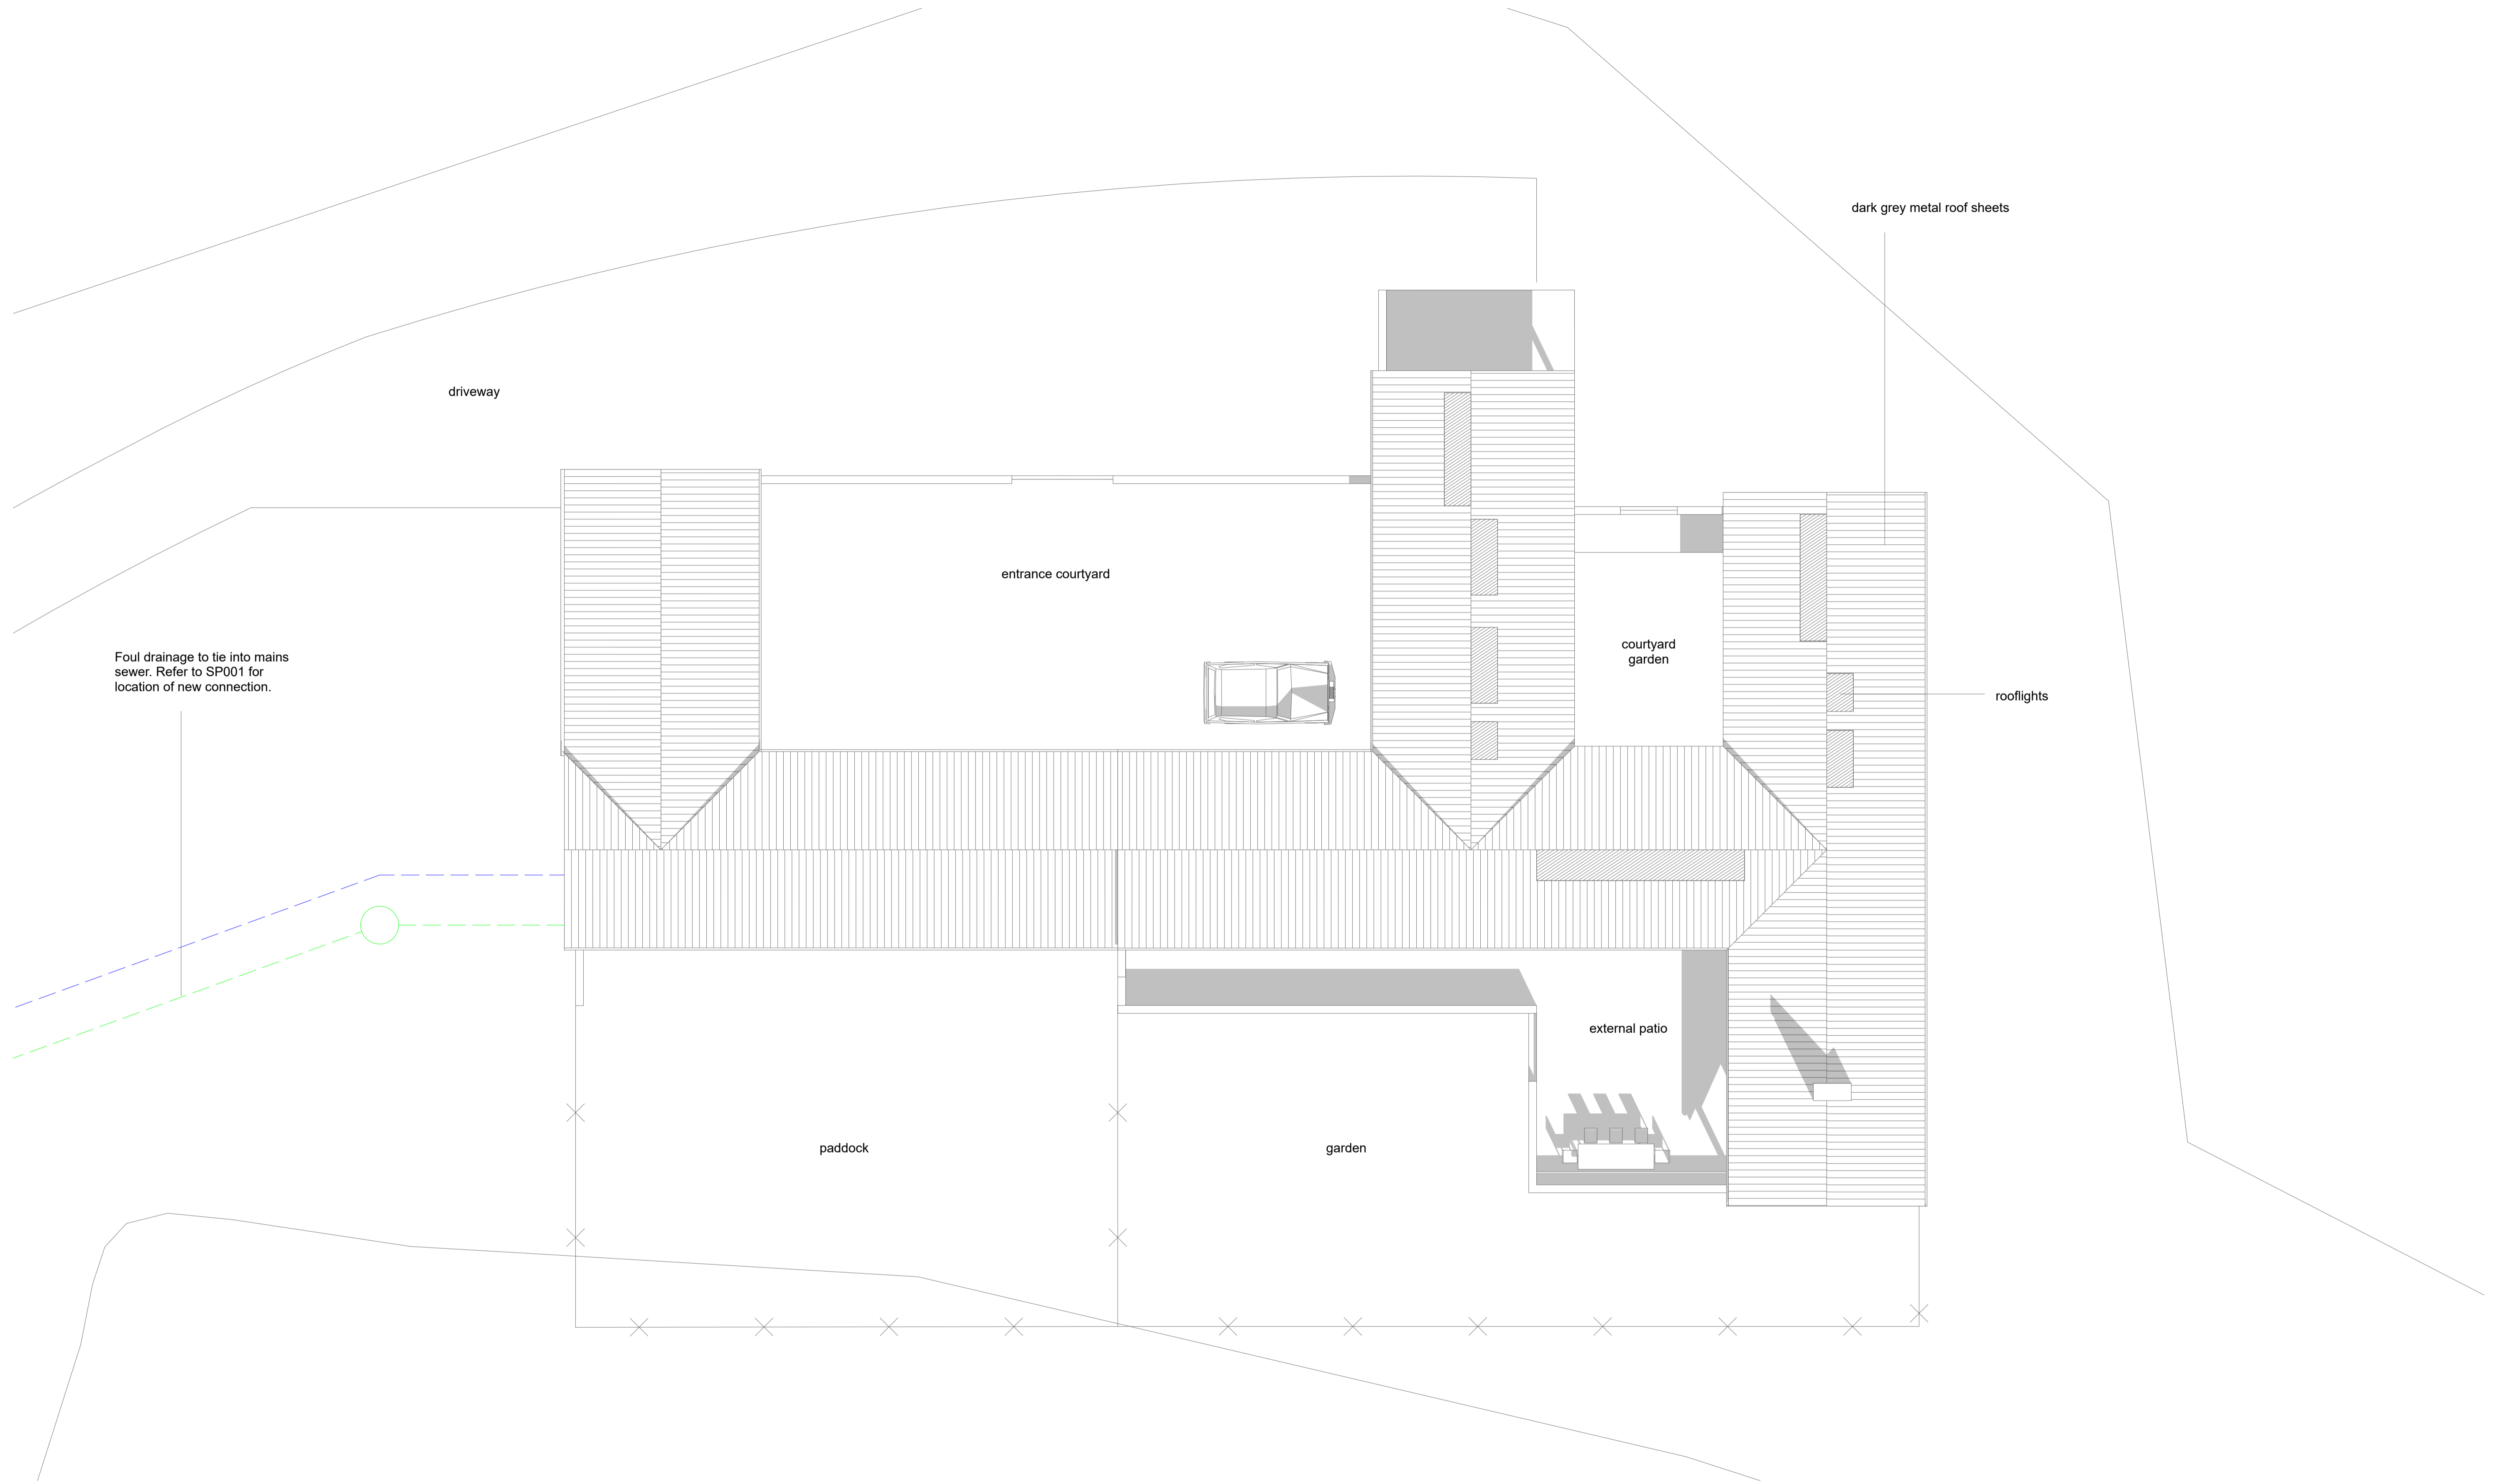 dark grey metal roof sheets
driveway
entrance courtyard
courtyard
garden
Foul drainage to tie into mains
sewer. Refer to SP001 for
location of new connection.
rooflights
external patio
paddock
garden